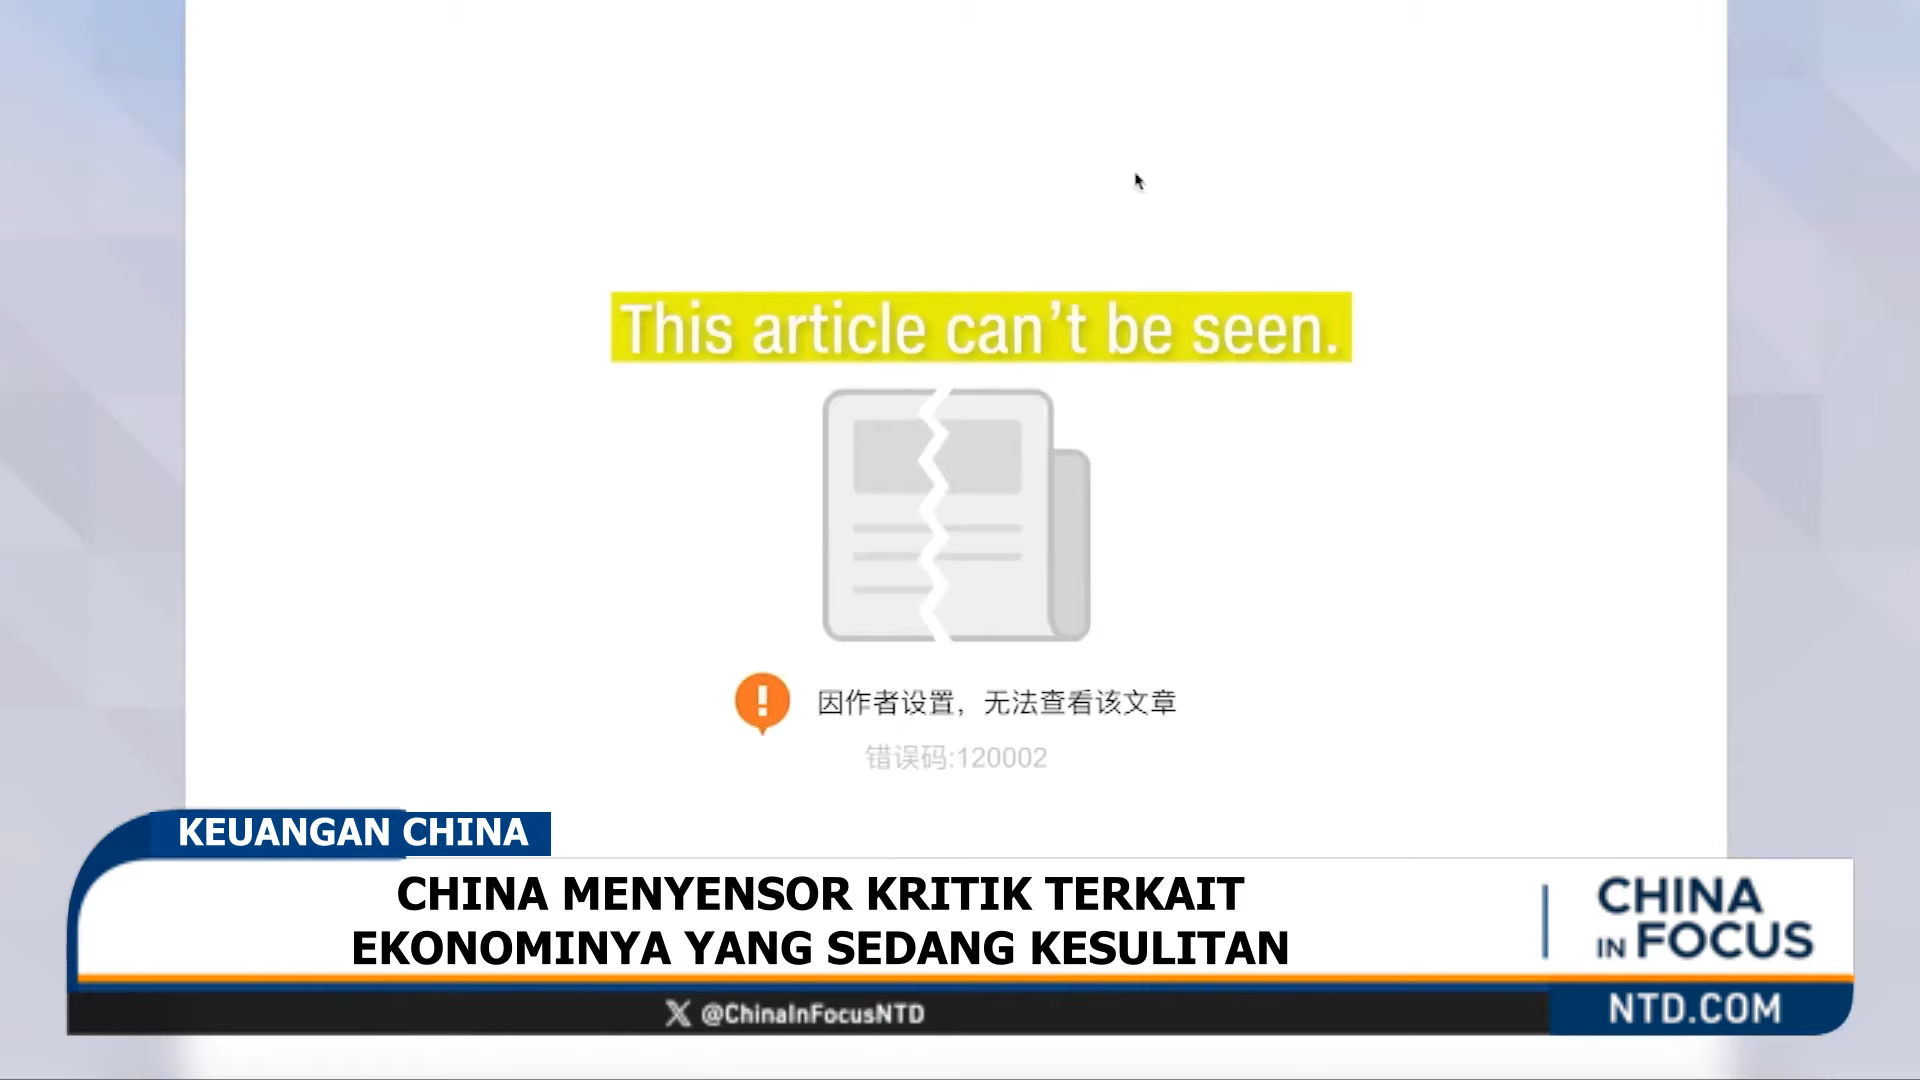 This article can't be seen.
因作者设置，无法查看该文章
错误码:120002
KEUANGAN CHINA
CHINA MENYENSOR KRITIK TERKAIT
EKONOMINYA YANG SEDANG KESULITAN
CHINA
IN FOCUS
X @ChinaInFocusNTD
NTD.COM